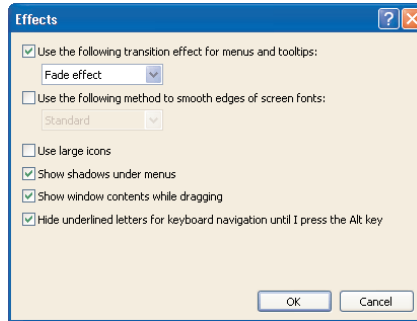 Effects
Use the following transition effect for menus and tooltips:
Fade effect
Use the following method to smooth edges of screen fonts:
Standard
Use large icons
Show shadows under menus
Show window contents while dragging
Hide underlined letters for keyboard navigation until I press the Alt key
OK Cancel